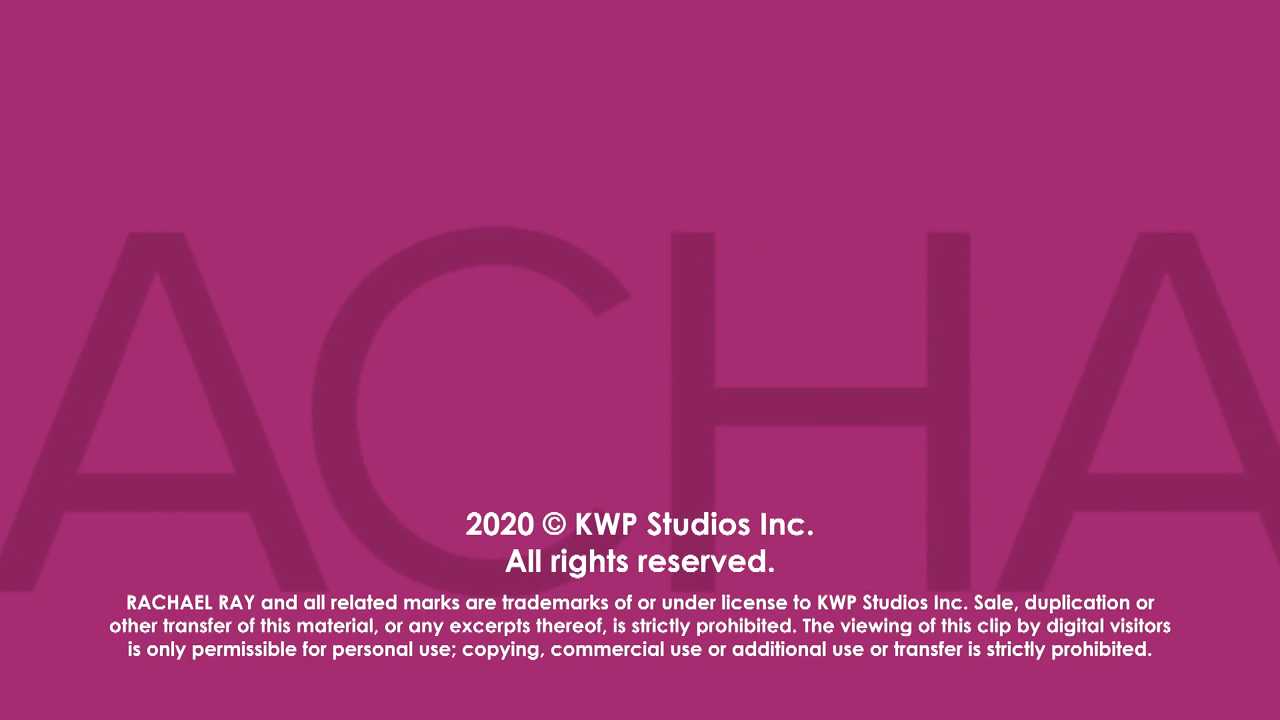 ACHA
2020 © KWP Studios Inc.
All rights reserved.
RACHAEL RAY and all related marks are trademarks of or under license to KWP Studios Inc. Sale, duplication or
other transfer of this material, or any excerpts thereof, is strictly prohibited. The viewing of this clip by digital visitors
is only permissible for personal use; copying, commercial use or additional use or transfer is strictly prohibited.